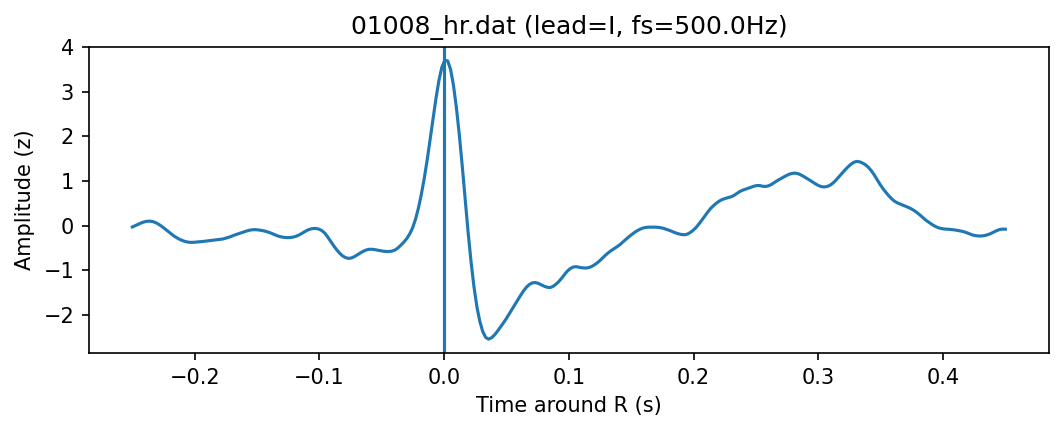 01008_hr.dat (lead=I, fs=500.0Hz)
Amplitude (z)
4
3
2
1
0
−1
−2
−0.2 −0.1 0.0 0.1 0.2 0.3 0.4
Time around R (s)